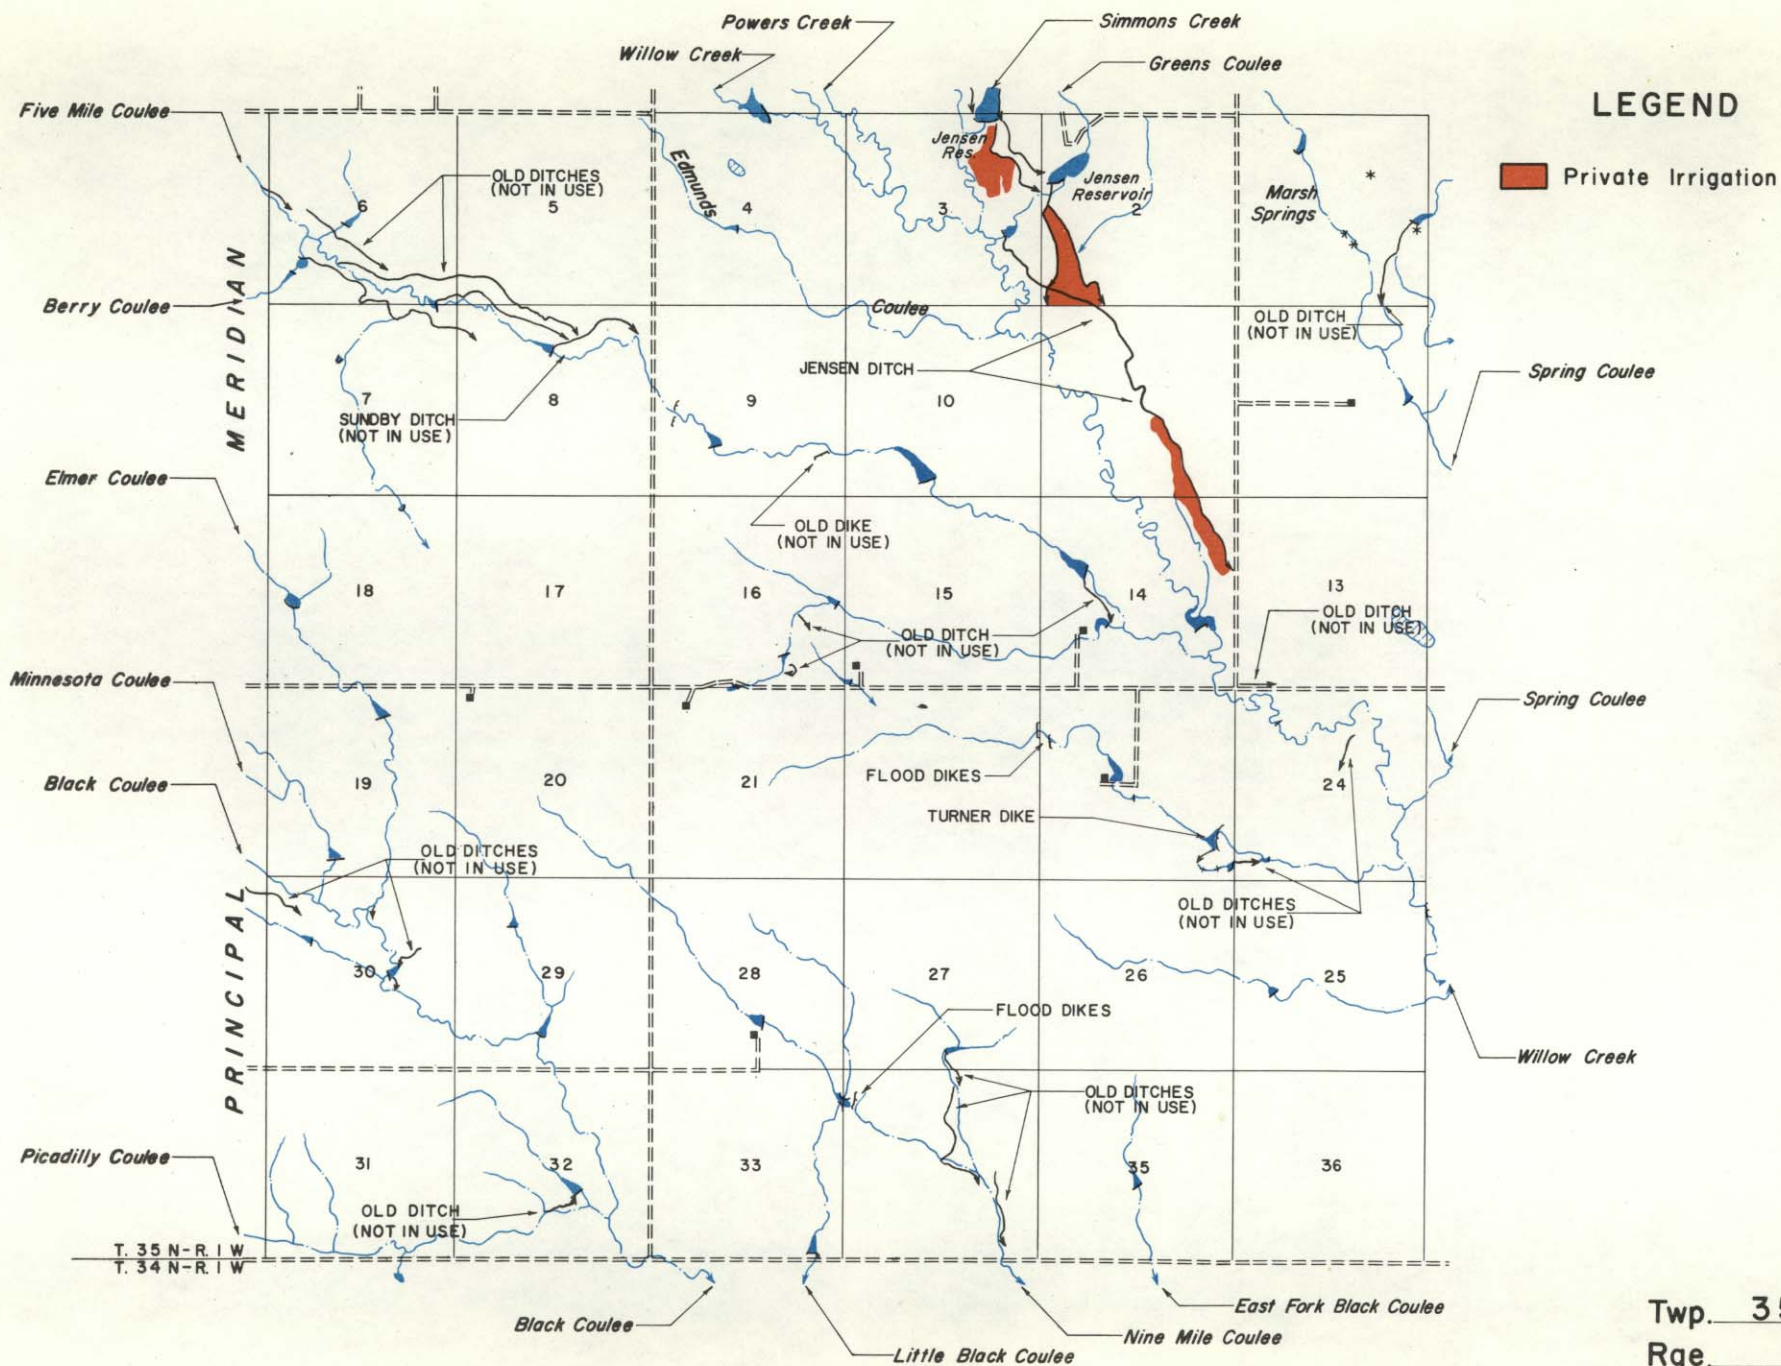 Powers Creek
Simmons Creek
Willow Creek
Greens Coulee
Five Mile Coulee
LEGEND
Private Irrigation
Jensen
Res.
Edmunds
OLD DITCHES
(NOT IN USE)
Jensen
Reservoir
Marsh
Springs
6
5
4
3
2
MERIDIAN
Berry Coulee
Coulee
OLD DITCH
(NOT IN USE)
JENSEN DITCH
Spring Coulee
7
8
9
10
SUNDBY DITCH
(NOT IN USE)
Elmer Coulee
OLD DIKE
(NOT IN USE)
18
17
16
15
14
13
OLD DITCH
(NOT IN USE)
OLD DITCH
(NOT IN USE)
Minnesota Coulee
Spring Coulee
Black Coulee
19
20
21
FLOOD DIKES
24
TURNER DIKE
OLD DITCHES
(NOT IN USE)
OLD DITCHES
(NOT IN USE)
PRINCIPAL
30
29
28
27
26
25
FLOOD DIKES
Willow Creek
OLD DITCHES
(NOT IN USE)
Picadilly Coulee
31
32
33
35
36
OLD DITCH
(NOT IN USE)
T. 35 N-R. 1 W
T. 34 N-R. 1 W
Black Coulee
Little Black Coulee
Nine Mile Coulee
East Fork Black Coulee
Twp. 35
Rge.